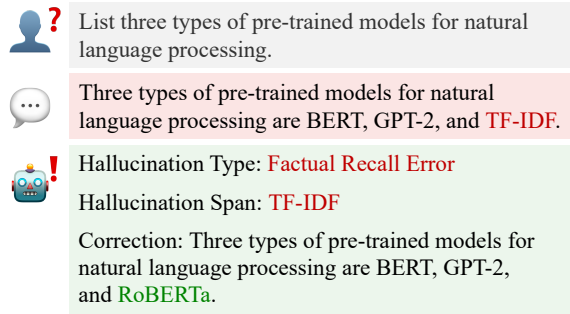 List three types of pre-trained models for natural
language processing.
Three types of pre-trained models for natural
language processing are BERT, GPT-2, and TF-IDF.
Hallucination Type: Factual Recall Error
Hallucination Span: TF-IDF
Correction: Three types of pre-trained models for
natural language processing are BERT, GPT-2,
and RoBERTa.